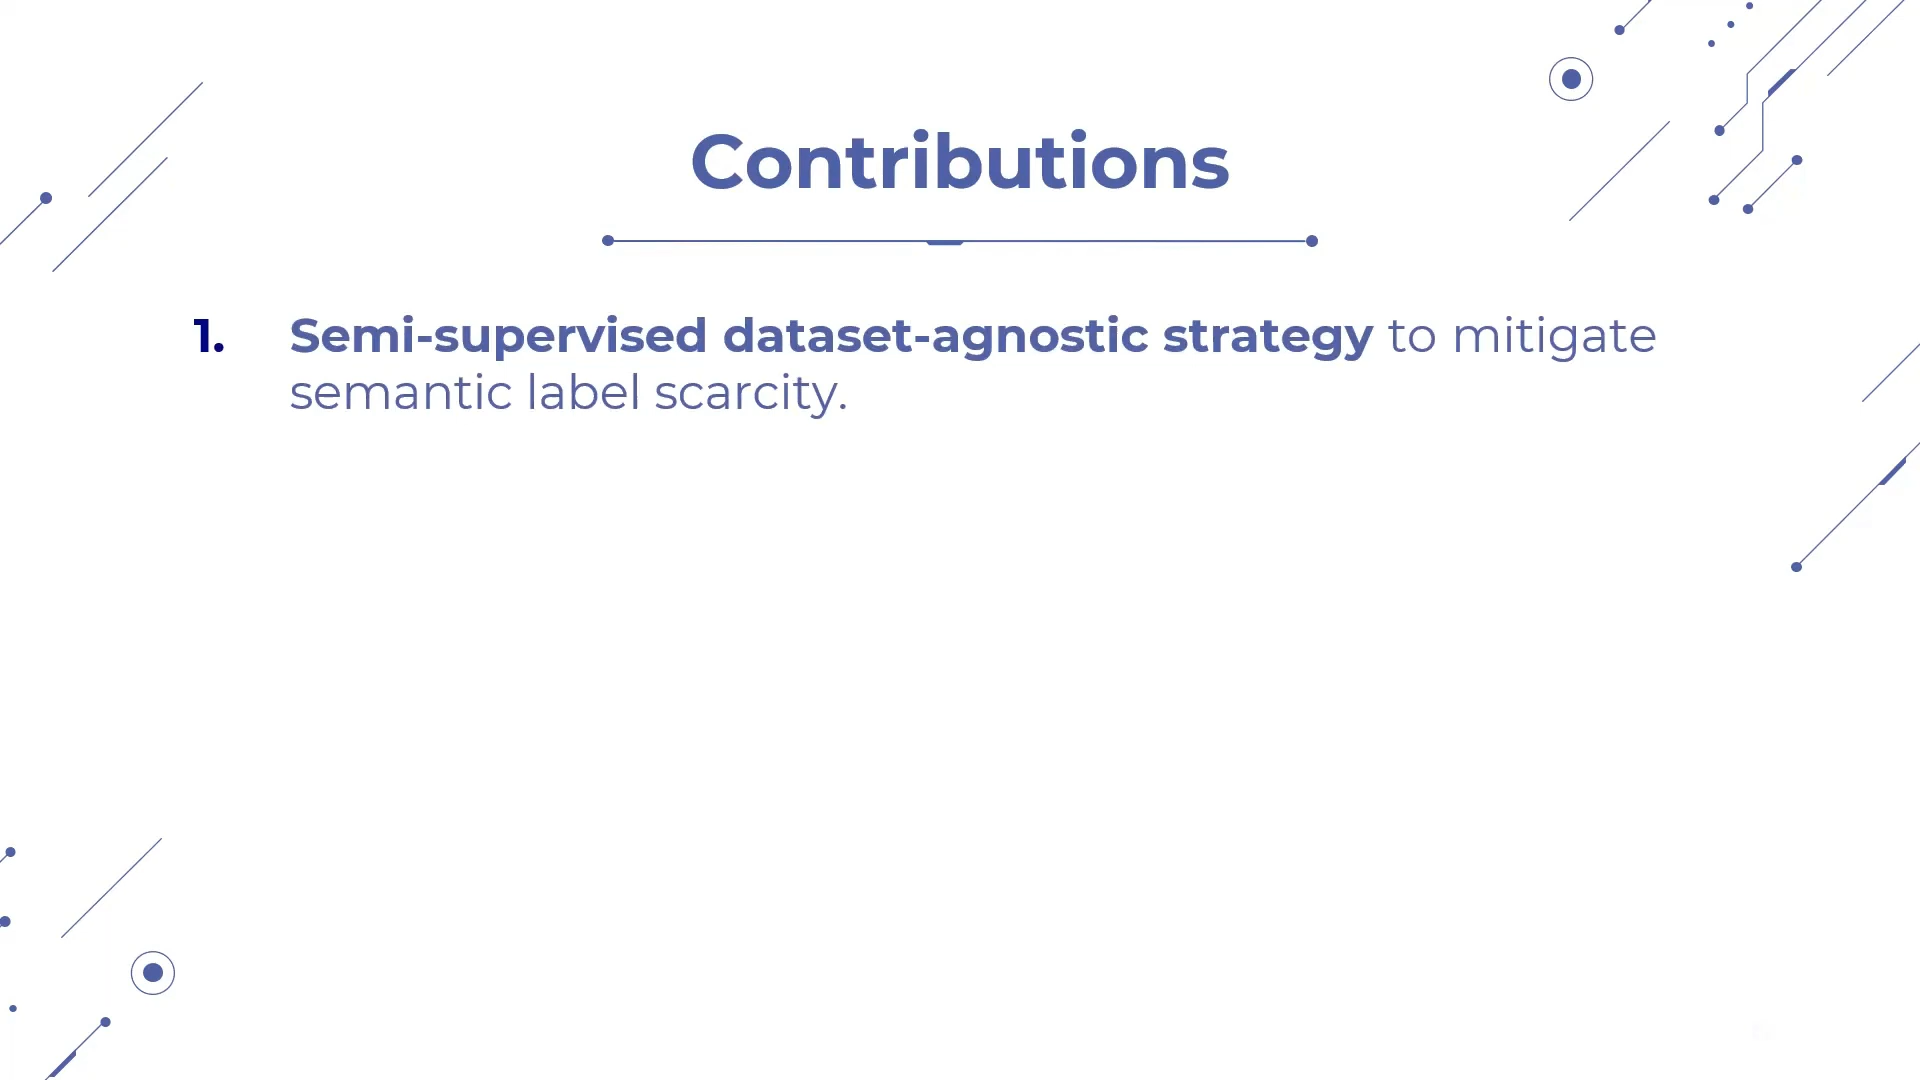 Contributions
1. Semi-supervised dataset-agnostic strategy to mitigate
semantic label scarcity.